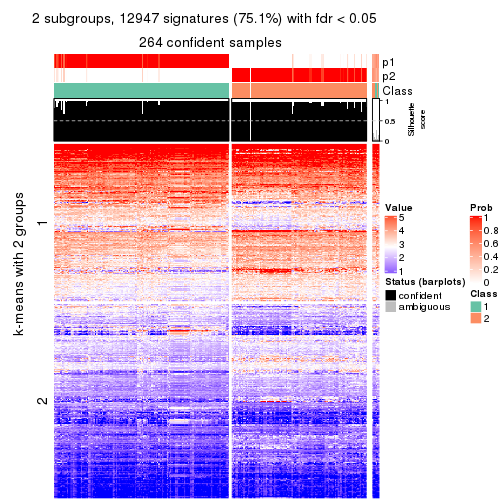 2 subgroups, 12947 signatures (75.1%) with fdr < 0.05
264 confident samples
p1
p2
Class
1
0.5
0
Silhouette
score
k-means with 2 groups
1
2
Value
5
4
3
2
1
Status (barplots)
confident
ambiguous
Prob
1
0.8
0.6
0.4
0.2
0
Class
1
2